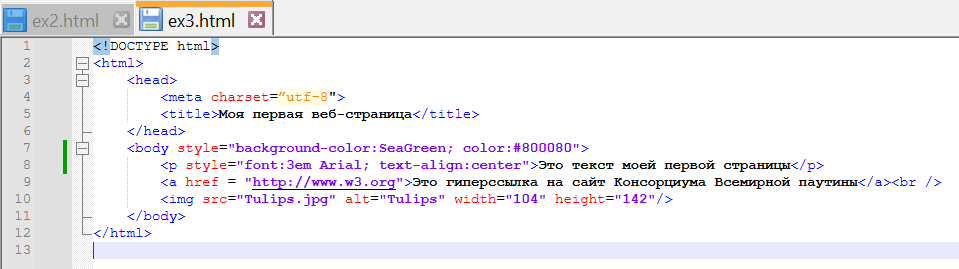 ex2.html ex3.html
1 <!DOCTYPE html>
2 <html>
3 <head>
4 <meta charset=”utf-8">
5 <title>Моя первая веб-страница</title>
6 </head>
7 <body style="background-color:SeaGreen; color:#800080">
8 <p style="font:3em Arial; text-align:center">Это текст моей первой страницы</p>
9 <a href = "http://www.w3.org">Это гиперссылка на сайт Консорциума Всемирной паутины</a><br />
10 <img src="Tulips.jpg" alt="Tulips" width="104" height="142"/>
11 </body>
12 </html>
13